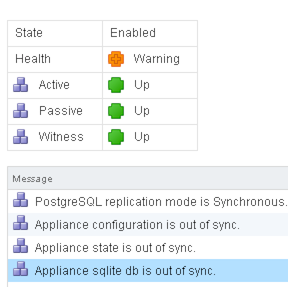 State Enabled
Health Warning
Active Up
Passive Up
Witness Up
Message
PostgreSQL replication mode is Synchronous.
Appliance configuration is out of sync.
Appliance state is out of sync.
Appliance sqlite db is out of sync.